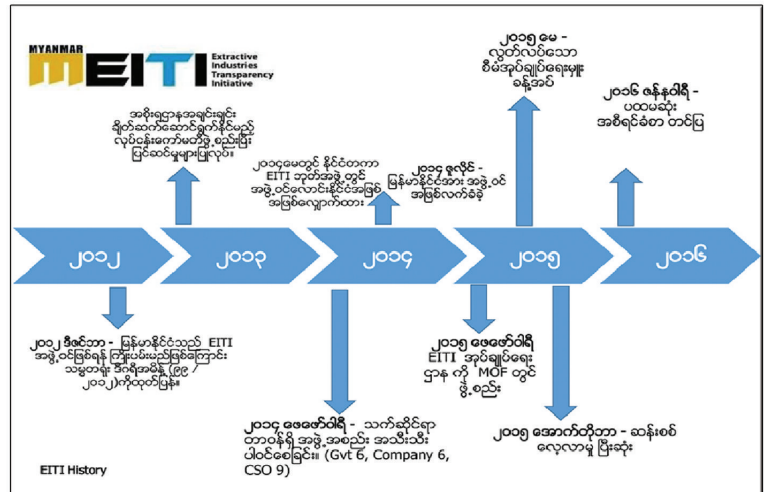 MYANMAR
MEITI
Extractive
Industries
Transparency
Initiative
အစိုးရဌာနအချင်းချင်း
ချိတ်ဆက်ဆောင်ရွက်နိုင်မည့်
လုပ်ငန်းကော်မတီဖွဲ့စည်းပြီး
ပြင်ဆင်မှုများပြုလုပ်။
၂၀၁၄မေတွင် နိုင်ငံတကာ
EITI ဘုတ်အဖွဲ့တွင်
အဖွဲ့ဝင်လောင်းနိုင်ငံအဖြစ်
အဖြစ်လျှောက်ထား
၂၀၁၄ ဇူလိုင် -
မြန်မာနိုင်ငံအား အဖွဲ့ဝင်
အဖြစ်လက်ခံခဲ့
၂၀၁၅ မေ -
လွတ်လပ်သော
စီမံအုပ်ချုပ်ရေးမှူး
ခန့်အပ်
၂၀၁၆ ဇန်နဝါရီ -
ပထမဆုံး
အစီရင်ခံစာ တင်ပြ
၂၀၁၂
၂၀၁၃
၂၀၁၄
၂၀၁၅
၂၀၁၆
၂၀၁၂ ဒီဇင်ဘာ - မြန်မာနိုင်ငံသည် EITI
အဖွဲ့ဝင်ဖြစ်ရန် ကြိုးပမ်းမည်ဖြစ်ကြောင်း
သမ္မတရုံး ဒီဂရီအမိန့် (၉၉ /
၂၀၁၂)ကိုထုတ်ပြန်။
၂၀၁၄ ဖေဖော်ဝါရီ - သက်ဆိုင်ရာ
တာဝန်ရှိ အဖွဲ့အစည်း အသီးသီး
ပါဝင်စေခြင်း။ (Gvt 6, Company 6,
CSO 9)
၂၀၁၅ ဖေဖော်ဝါရီ
EITI အုပ်ချုပ်ရေး
ဌာန ကို MOF တွင်
ဖွဲ့စည်း
၂၀၁၅ အောက်တိုဘာ - ဆန်းစစ်
လေ့လာမှု ပြီးဆုံး
EITI History